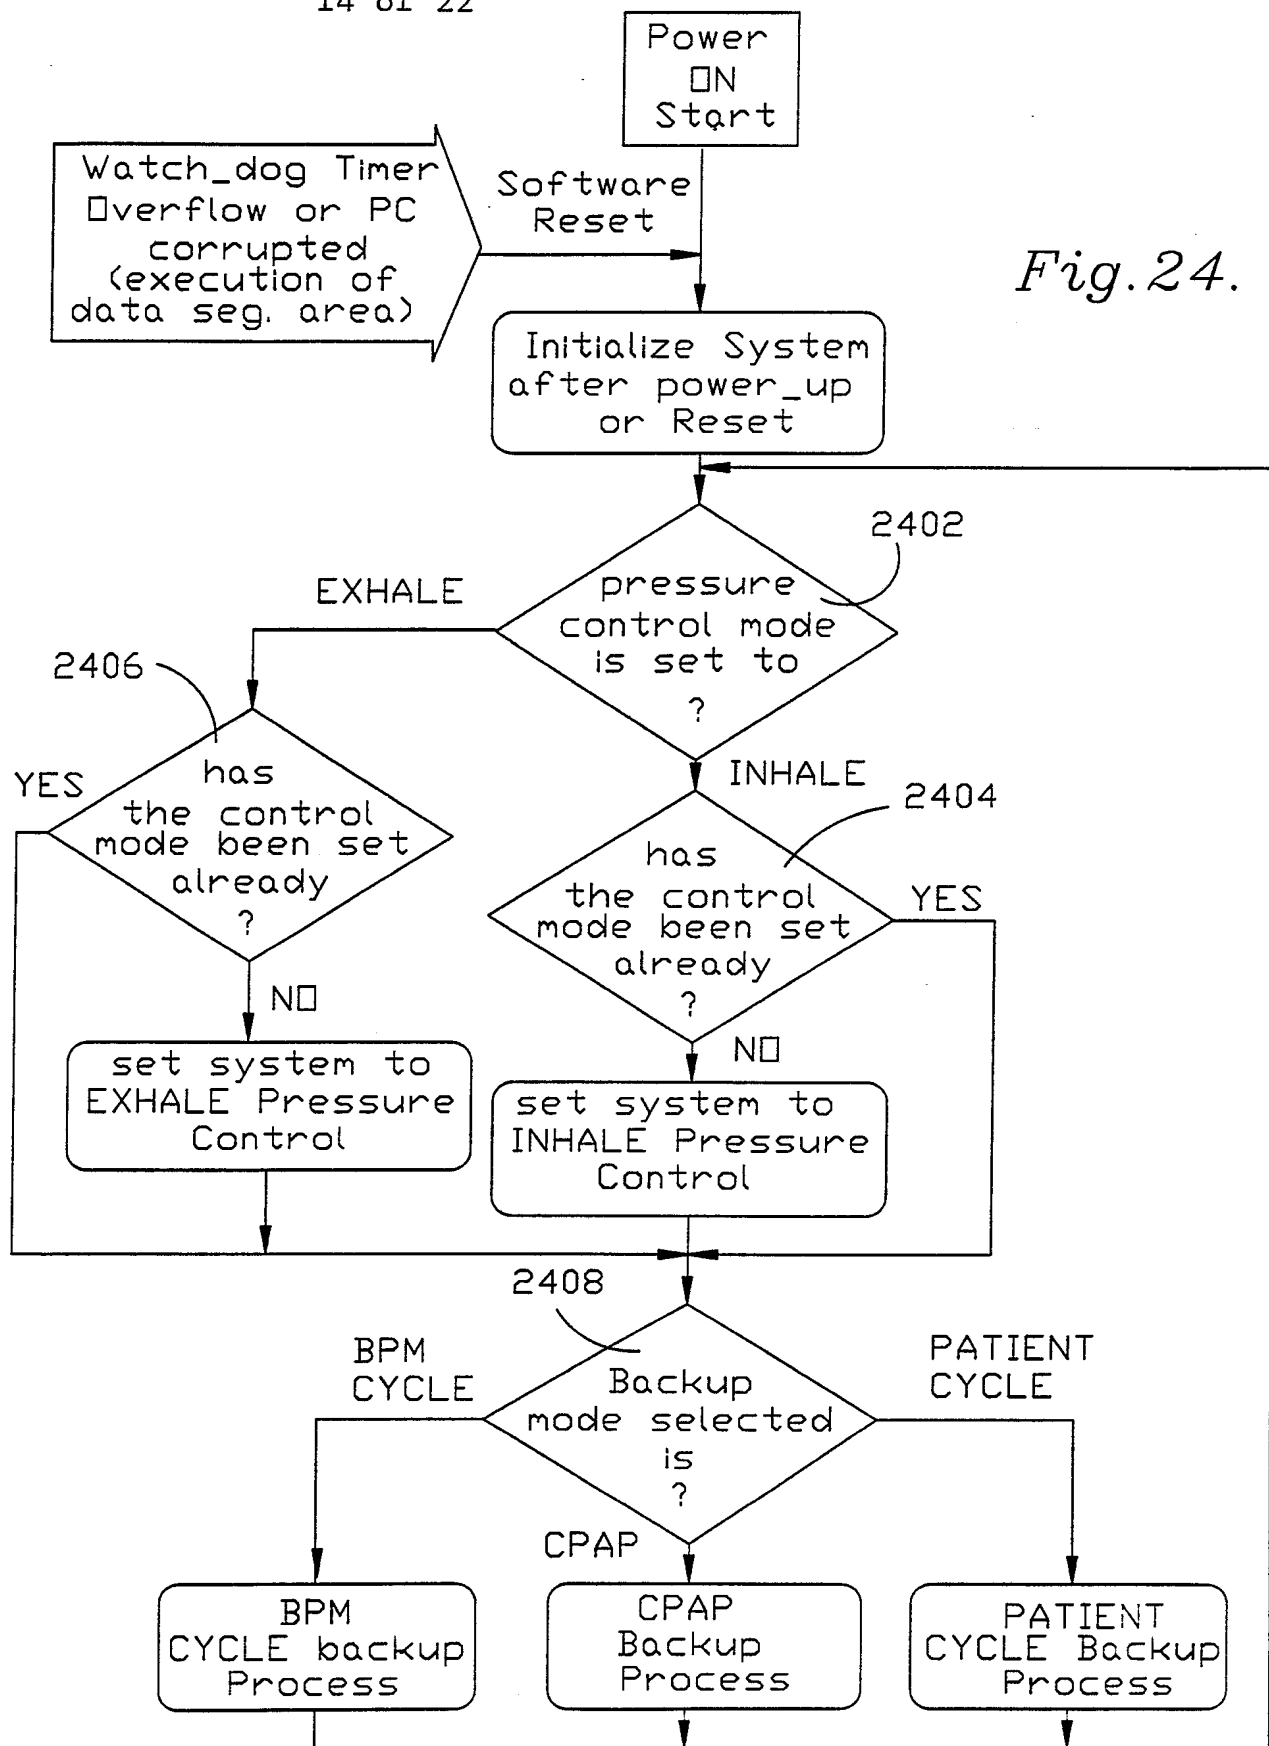 14 of 22
Power
ON
Start
Watch_dog Timer
Overflow or PC
corrupted
(execution of
data seg. area)
Software
Reset
Fig.24.
Initialize System
after power_up
or Reset
2402
EXHALE
pressure
control mode
is set to
?
2406
INHALE
YES
has
the control
mode been set
already
?
2404
has
the control
mode been set
already
?
YES
NO
NO
set system to
EXHALE Pressure
Control
set system to
INHALE Pressure
Control
2408
BPM
CYCLE
PATIENT
CYCLE
Backup
mode selected
is
?
CPAP
BPM
CYCLE backup
Process
CPAP
Backup
Process
PATIENT
CYCLE Backup
Process